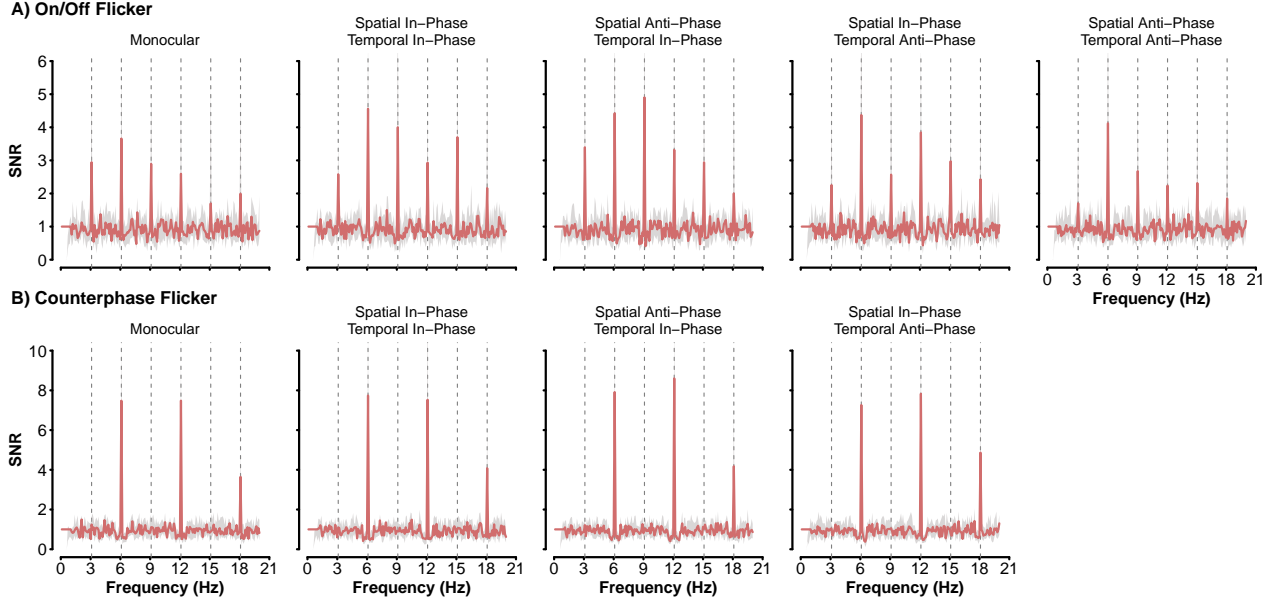 A) On/Off Flicker
Monocular
Spatial In−Phase
Temporal In−Phase
Spatial Anti−Phase
Temporal In−Phase
Spatial In−Phase
Temporal Anti−Phase
Spatial Anti−Phase
Temporal Anti−Phase
SNR
6
5
4
3
2
1
0
0 3 6 9 12 15 18 21
Frequency (Hz)
B) Counterphase Flicker
Monocular
Spatial In−Phase
Temporal In−Phase
Spatial Anti−Phase
Temporal In−Phase
Spatial In−Phase
Temporal Anti−Phase
SNR
10
8
6
4
2
0
0 3 6 9 12 15 18 21
Frequency (Hz)
0 3 6 9 12 15 18 21
Frequency (Hz)
0 3 6 9 12 15 18 21
Frequency (Hz)
0 3 6 9 12 15 18 21
Frequency (Hz)